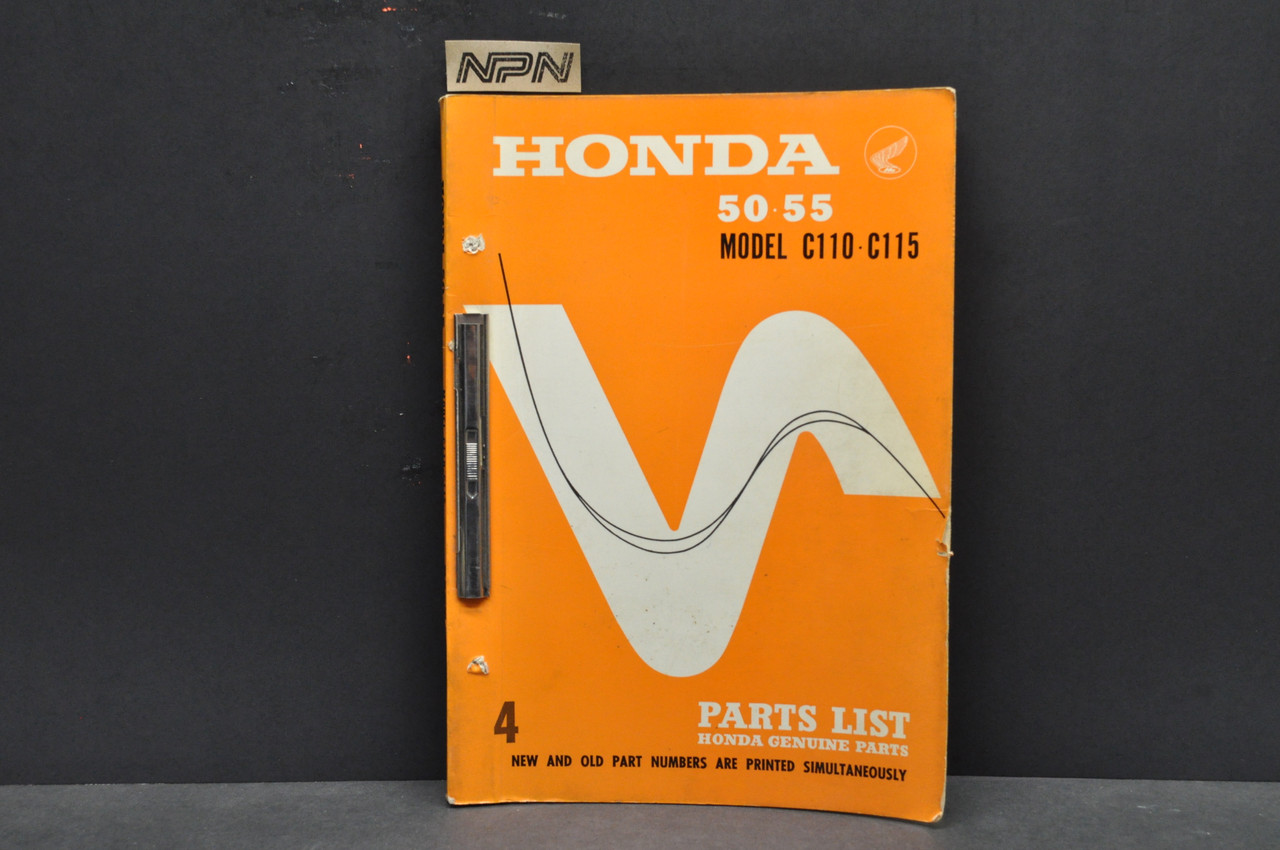 NPN
HONDA
50·55
MODEL C110·C115
4
PARTS LIST
HONDA GENUINE PARTS
NEW AND OLD PART NUMBERS ARE PRINTED SIMULTANEOUSLY